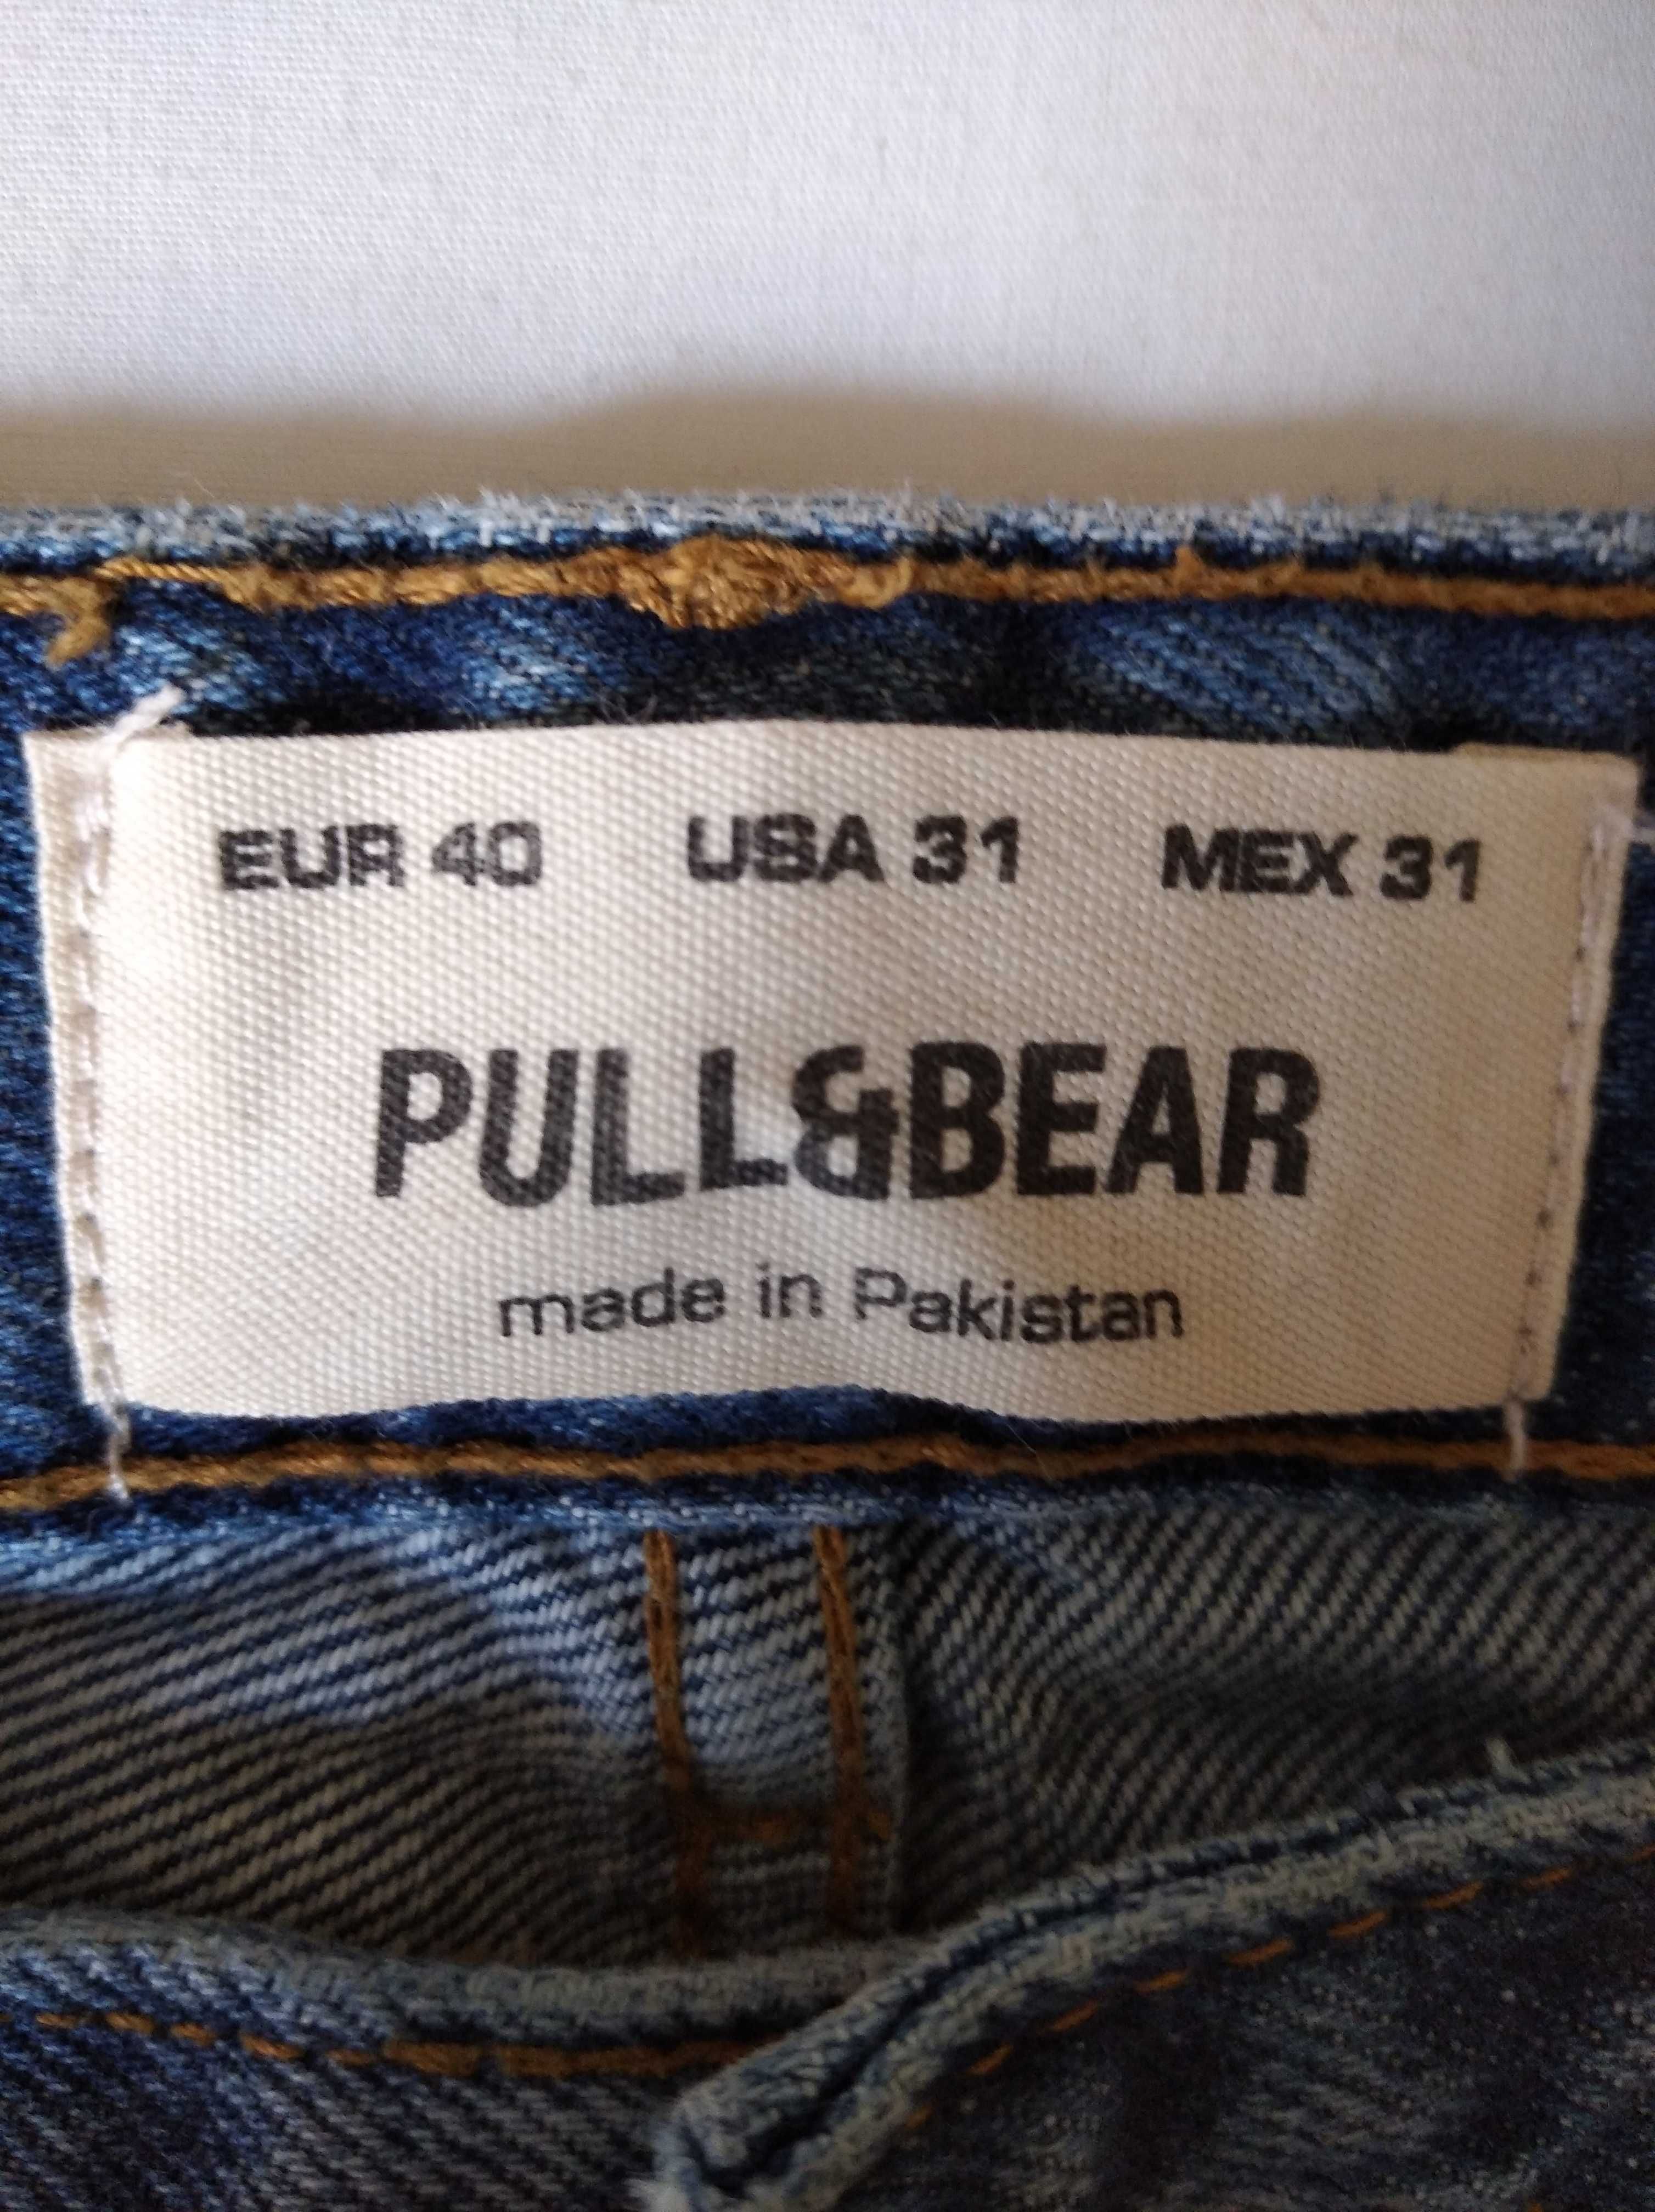 EUR 40 USA 31 MEX 31
PULL&BEAR
made in Pakistan